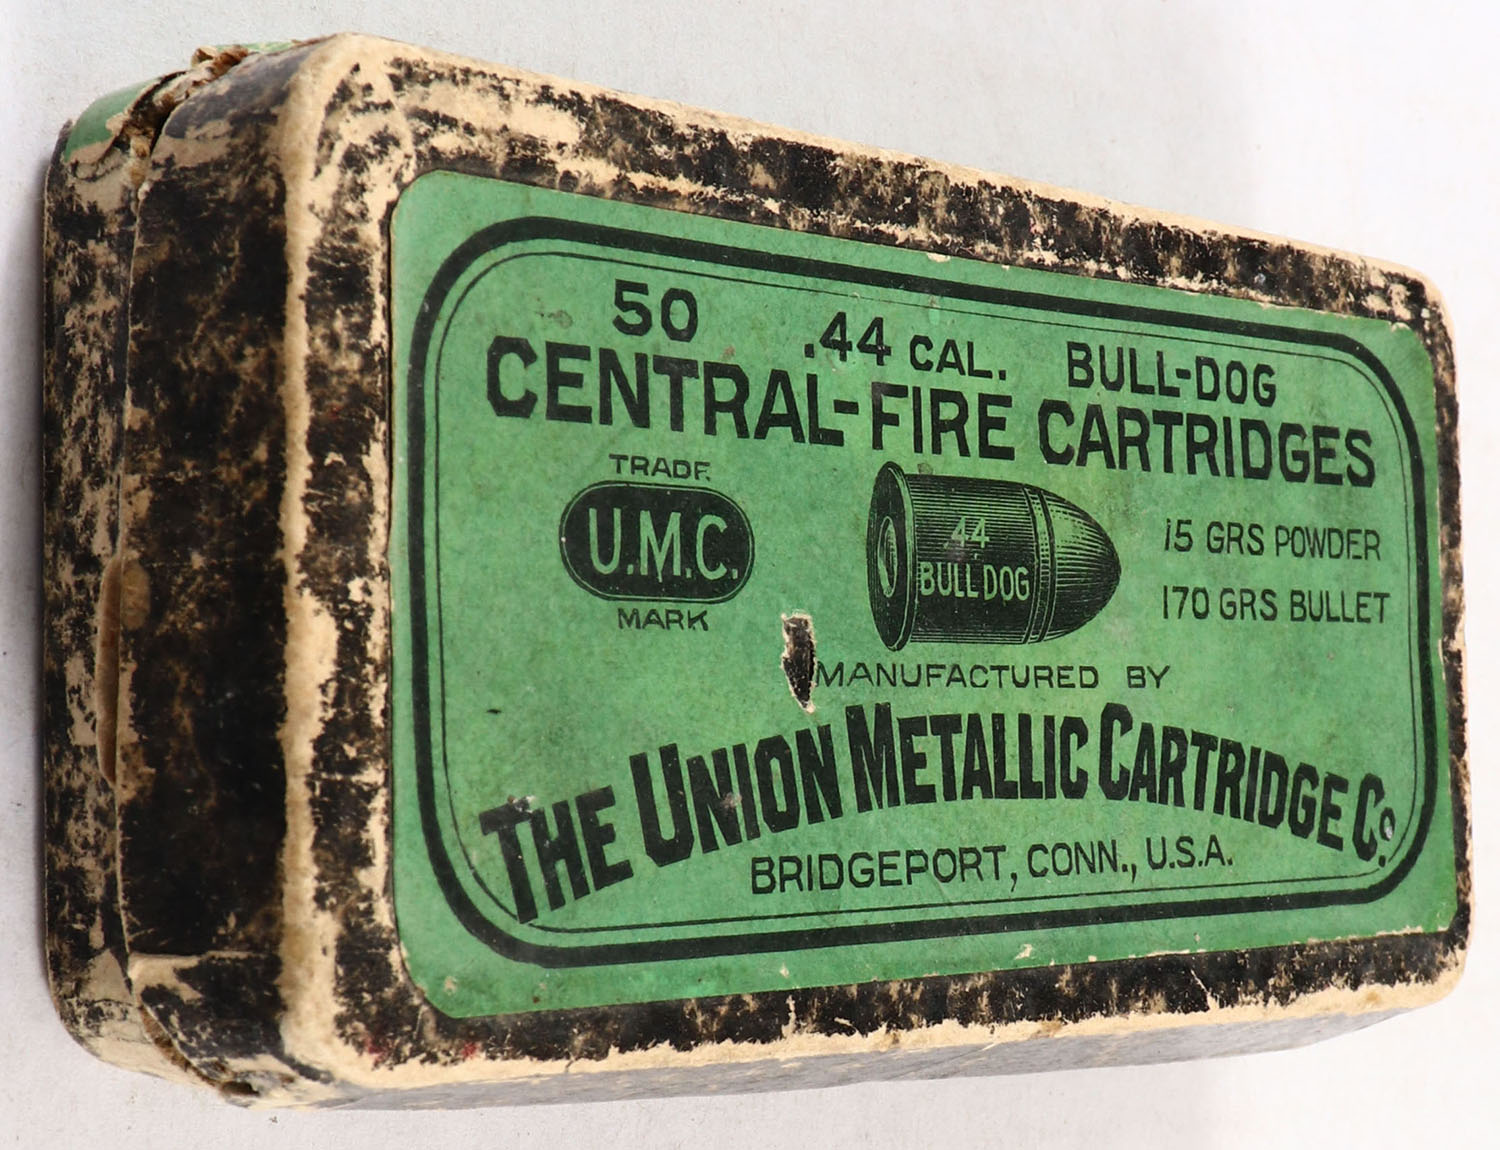 50 .44 CAL. BULL-DOG
CENTRAL-FIRE CARTRIDGES
TRADE
U.M.C.
MARK
44
BULL DOG
15 GRS POWDER
170 GRS BULLET
MANUFACTURED BY
THE UNION METALLIC CARTRIDGE CO.
BRIDGEPORT, CONN., U.S.A.